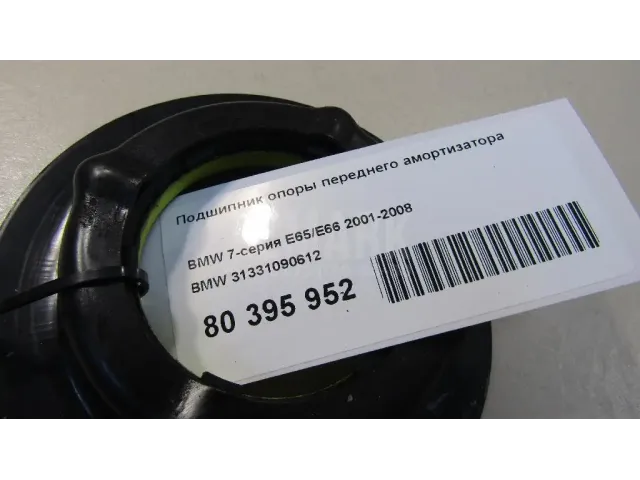 Подшипник опоры переднего амортизатора
BMW 7-серия E65/E66 2001-2008
BMW 31331090612
80 395 952